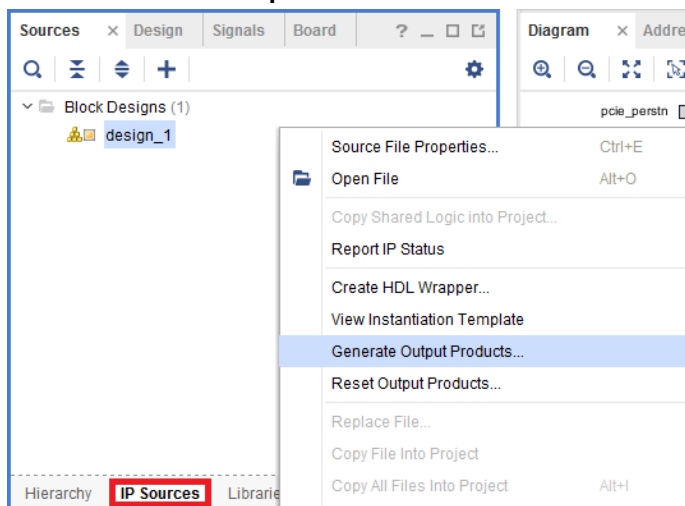 Sources × Design Signals Board ? _
Diagram × Addre
Block Designs (1)
design_1
pcie_perstn
Source File Properties... Ctrl+E
Open File Alt+O
Copy Shared Logic into Project...
Report IP Status
Create HDL Wrapper...
View Instantiation Template
Generate Output Products...
Reset Output Products...
Replace File...
Copy File Into Project
Copy All Files Into Project Alt+I
Hierarchy IP Sources Librarie